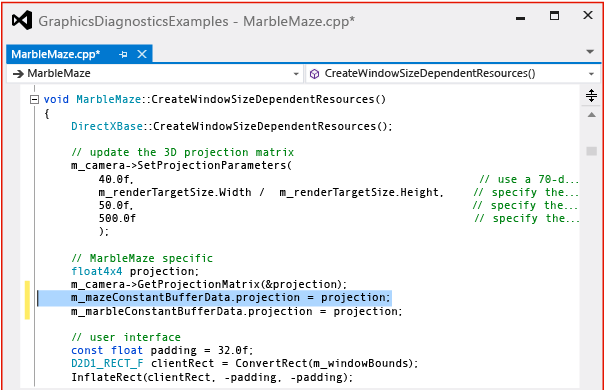 GraphicsDiagnosticsExamples - MarbleMaze.cpp*
MarbleMaze.cpp*
MarbleMaze CreateWindowSizeDependentResources()
void MarbleMaze::CreateWindowSizeDependentResources()
{
DirectXBase::CreateWindowSizeDependentResources();
// update the 3D projection matrix
m_camera->SetProjectionParameters(
40.0f, // use a 70-d...
m_renderTargetSize.Width / m_renderTargetSize.Height, // specify the...
50.0f, // specify the...
500.0f // specify the...
);
// MarbleMaze specific
float4x4 projection;
m_camera->GetProjectionMatrix(&projection);
m_mazeConstantBufferData.projection = projection;
m_marbleConstantBufferData.projection = projection;
// user interface
const float padding = 32.0f;
D2D1_RECT_F clientRect = ConvertRect(m_windowBounds);
InflateRect(clientRect, -padding, -padding);